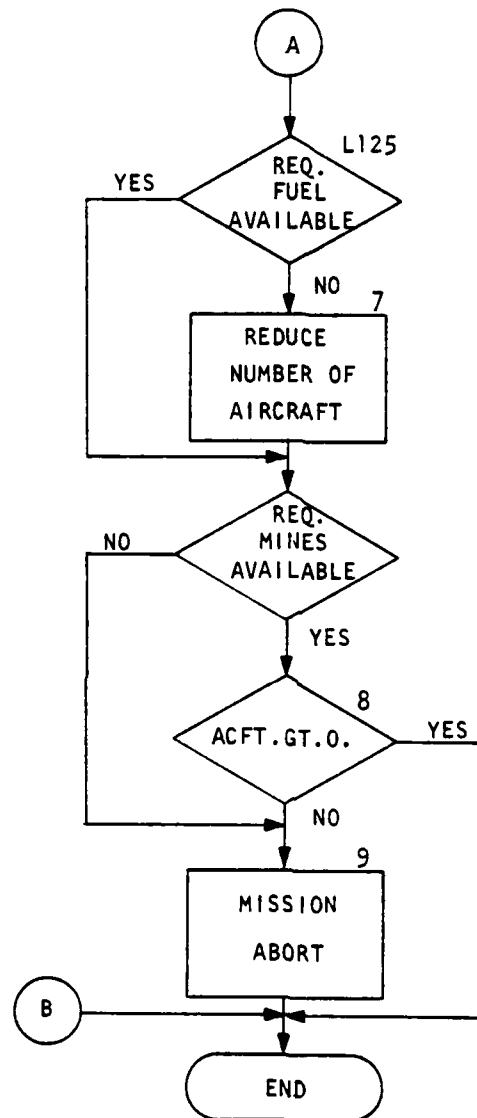 A
L125
REQ.
FUEL
AVAILABLE
YES
NO
7
REDUCE
NUMBER OF
AIRCRAFT
REQ.
MINES
AVAILABLE
NO
YES
8
ACFT.GT.0.
YES
NO
9
MISSION
ABORT
B
END